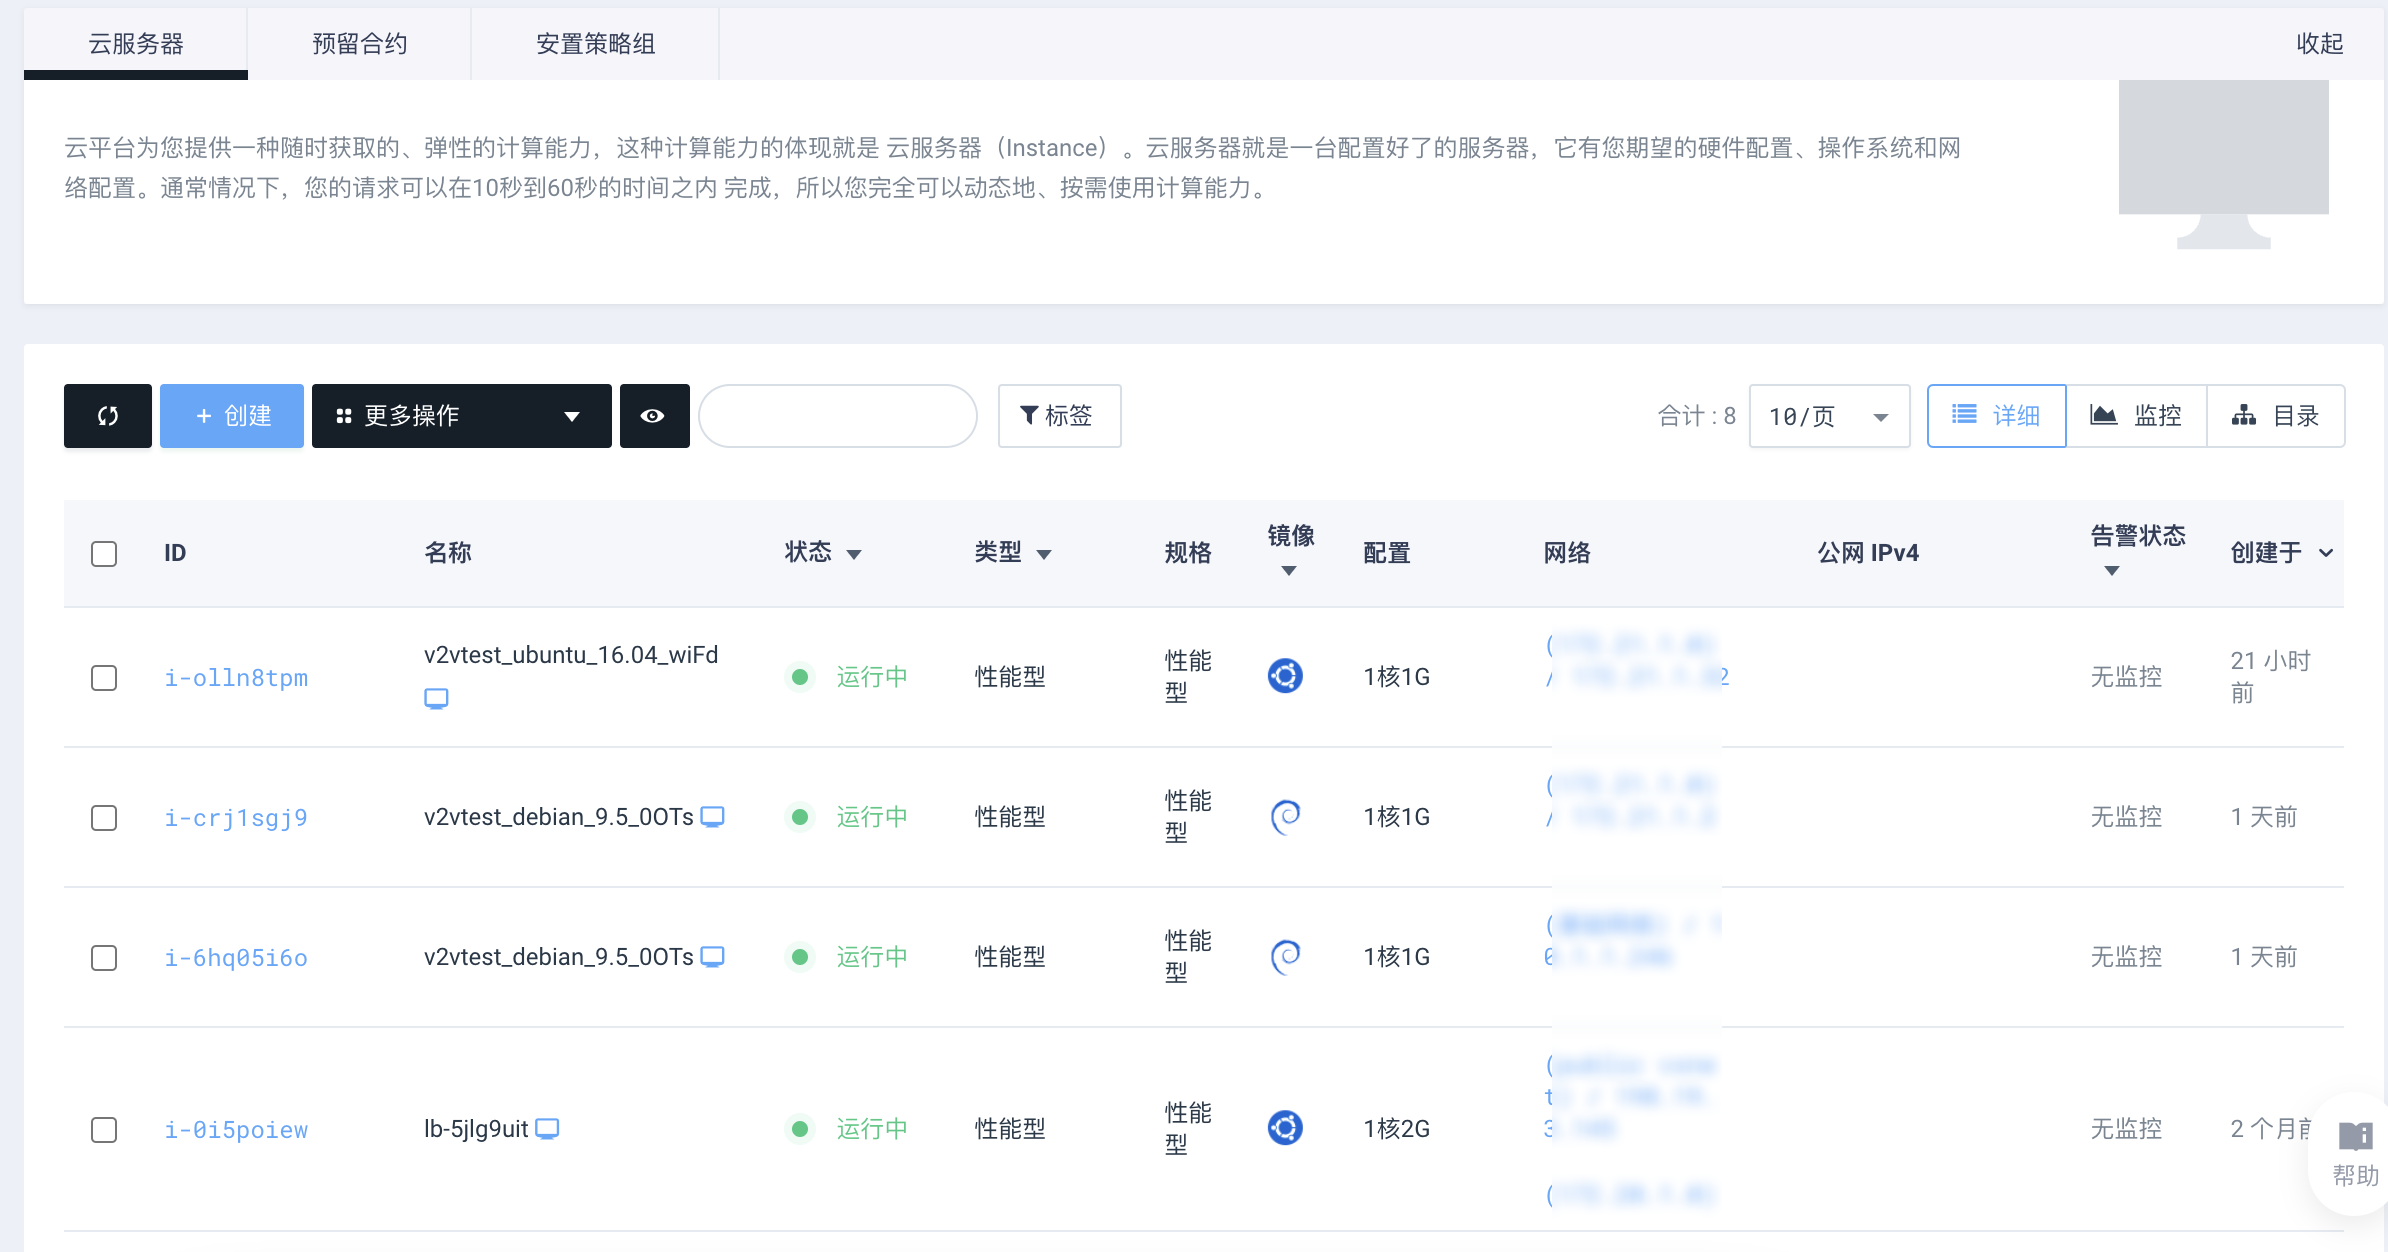 云服务器 预留合约 安置策略组 收起
云平台为您提供一种随时获取的、弹性的计算能力，这种计算能力的体现就是 云服务器（Instance）。云服务器就是一台配置好了的服务器，它有您期望的硬件配置、操作系统和网
络配置。通常情况下，您的请求可以在10秒到60秒的时间之内 完成，所以您完全可以动态地、按需使用计算能力。
+ 创建 更多操作 标签 合计 : 8 10/页 详细 监控 目录
ID 名称 状态 类型 规格 镜像 配置 网络 公网 IPv4 告警状态 创建于
i-olln8tpm v2vtest_ubuntu_16.04_wiFd 运行中 性能型 性能
型 1核1G 无监控 21 小时
前
i-crj1sgj9 v2vtest_debian_9.5_0OTs 运行中 性能型 性能
型 1核1G 无监控 1 天前
i-6hq05i6o v2vtest_debian_9.5_0OTs 运行中 性能型 性能
型 1核1G 无监控 1 天前
i-0i5poiew lb-5jlg9uit 运行中 性能型 性能
型 1核2G 无监控 2 个月前
帮助